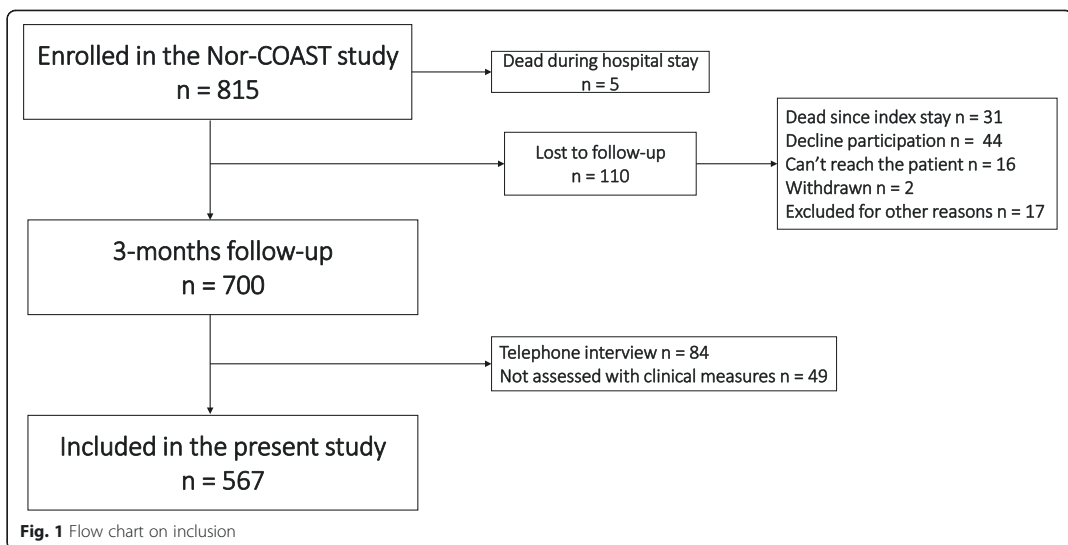 Enrolled in the Nor-COAST study
n = 815
Dead during hospital stay
n = 5
Lost to follow-up
n = 110
Dead since index stay n = 31
Decline participation n = 44
Can't reach the patient n = 16
Withdrawn n = 2
Excluded for other reasons n = 17
3-months follow-up
n = 700
Telephone interview n = 84
Not assessed with clinical measures n = 49
Included in the present study
n = 567
Fig. 1 Flow chart on inclusion